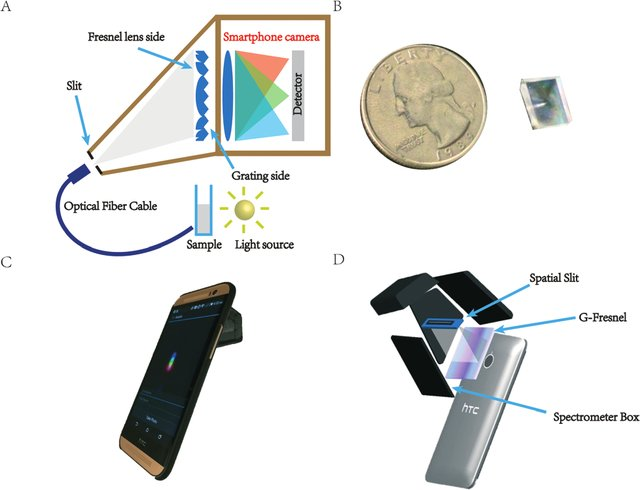 A
Fresnel lens side
Smartphone camera
Slit
Detector
Grating side
Optical Fiber Cable
Sample
Light source
B
LIBERTY
C
htc
D
Spatial Slit
G-Fresnel
Spectrometer Box
htc